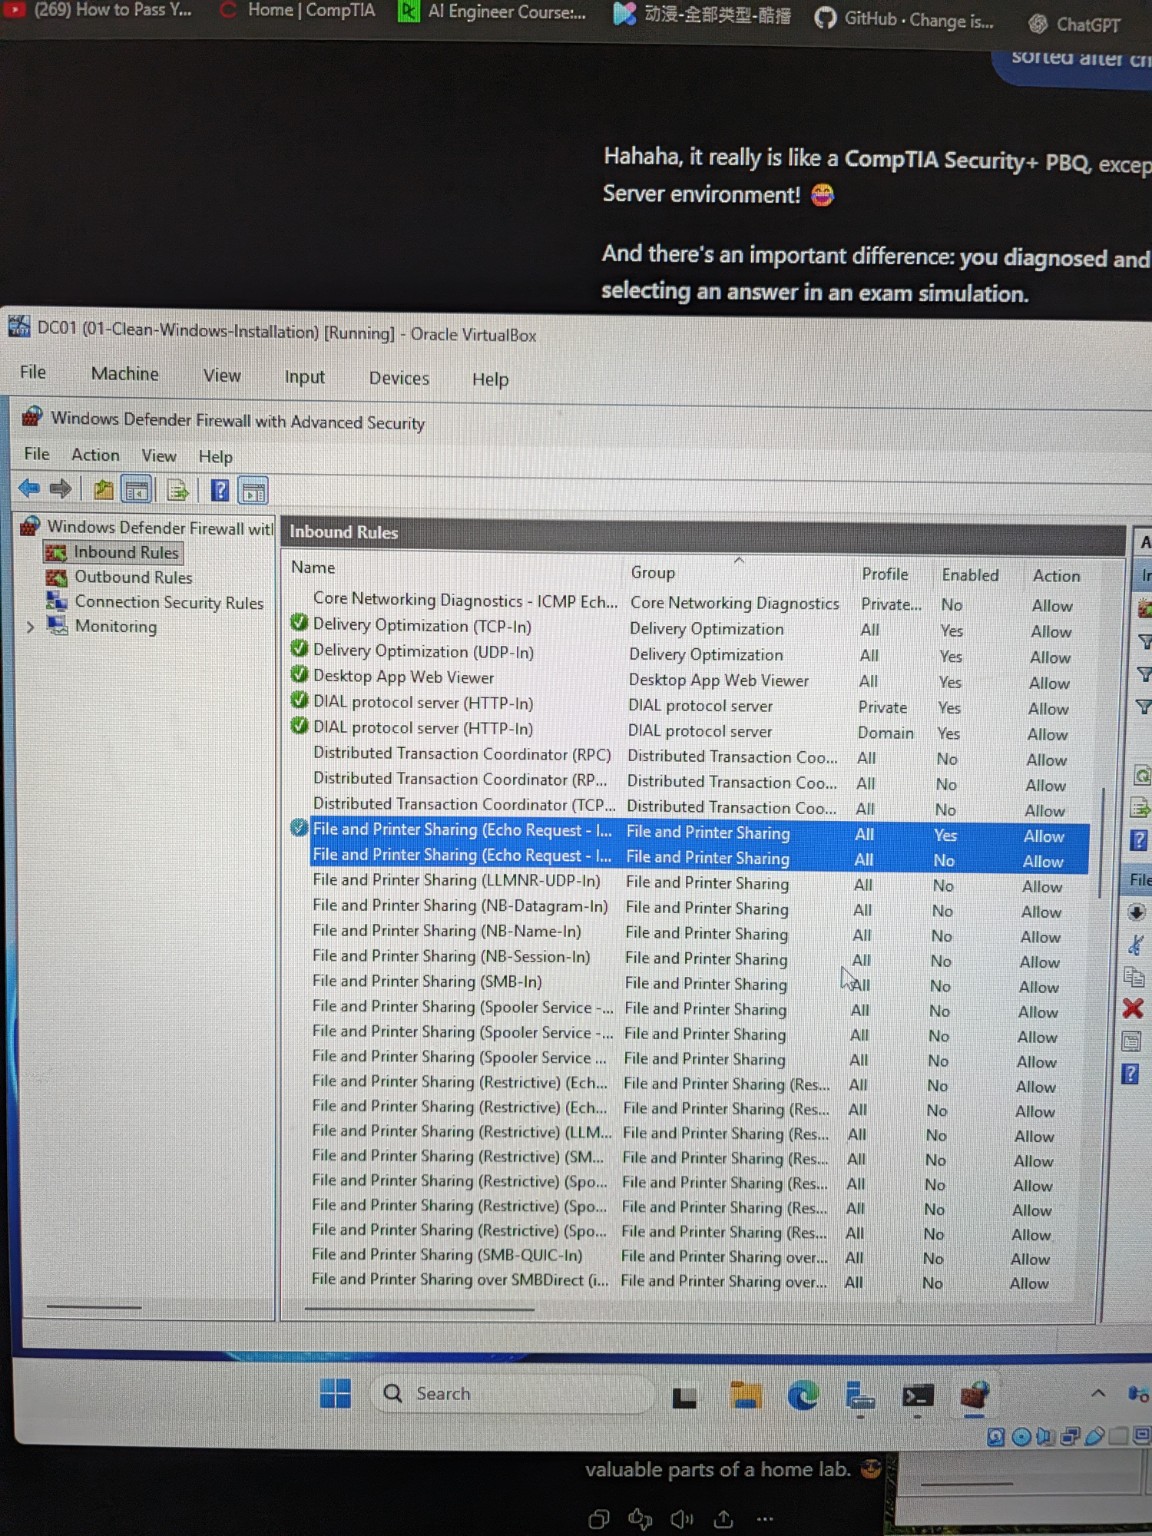 (269) How to Pass Y...
Home | CompTIA
AI Engineer Course:...
动漫-全部类型-酷播
GitHub · Change is...
ChatGPT
sorted after ch
Hahaha, it really is like a CompTIA Security+ PBQ, excep
Server environment! 😂
And there's an important difference: you diagnosed and
selecting an answer in an exam simulation.
DC01 (01-Clean-Windows-Installation) [Running] - Oracle VirtualBox
File Machine View Input Devices Help
Windows Defender Firewall with Advanced Security
File Action View Help
Windows Defender Firewall wit
Inbound Rules
Outbound Rules
Connection Security Rules
Monitoring
Inbound Rules
Name Group Profile Enabled Action
Core Networking Diagnostics - ICMP Ech... Core Networking Diagnostics Private... No Allow
Delivery Optimization (TCP-In) Delivery Optimization All Yes Allow
Delivery Optimization (UDP-In) Delivery Optimization All Yes Allow
Desktop App Web Viewer Desktop App Web Viewer All Yes Allow
DIAL protocol server (HTTP-In) DIAL protocol server Private Yes Allow
DIAL protocol server (HTTP-In) DIAL protocol server Domain Yes Allow
Distributed Transaction Coordinator (RPC) Distributed Transaction Coo... All No Allow
Distributed Transaction Coordinator (RP... Distributed Transaction Coo... All No Allow
Distributed Transaction Coordinator (TCP... Distributed Transaction Coo... All No Allow
File and Printer Sharing (Echo Request - I... File and Printer Sharing All Yes Allow
File and Printer Sharing (Echo Request - I... File and Printer Sharing All No Allow
File and Printer Sharing (LLMNR-UDP-In) File and Printer Sharing All No Allow
File and Printer Sharing (NB-Datagram-In) File and Printer Sharing All No Allow
File and Printer Sharing (NB-Name-In) File and Printer Sharing All No Allow
File and Printer Sharing (NB-Session-In) File and Printer Sharing All No Allow
File and Printer Sharing (SMB-In) File and Printer Sharing All No Allow
File and Printer Sharing (Spooler Service -... File and Printer Sharing All No Allow
File and Printer Sharing (Spooler Service -... File and Printer Sharing All No Allow
File and Printer Sharing (Spooler Service ... File and Printer Sharing All No Allow
File and Printer Sharing (Restrictive) (Ech... File and Printer Sharing (Res... All No Allow
File and Printer Sharing (Restrictive) (Ech... File and Printer Sharing (Res... All No Allow
File and Printer Sharing (Restrictive) (LLM... File and Printer Sharing (Res... All No Allow
File and Printer Sharing (Restrictive) (SM... File and Printer Sharing (Res... All No Allow
File and Printer Sharing (Restrictive) (Spo... File and Printer Sharing (Res... All No Allow
File and Printer Sharing (Restrictive) (Spo... File and Printer Sharing (Res... All No Allow
File and Printer Sharing (Restrictive) (Spo... File and Printer Sharing (Res... All No Allow
File and Printer Sharing (SMB-QUIC-In) File and Printer Sharing over... All No Allow
File and Printer Sharing over SMBDirect (i... File and Printer Sharing over... All No Allow
A
In
File
Search
valuable parts of a home lab. 😎